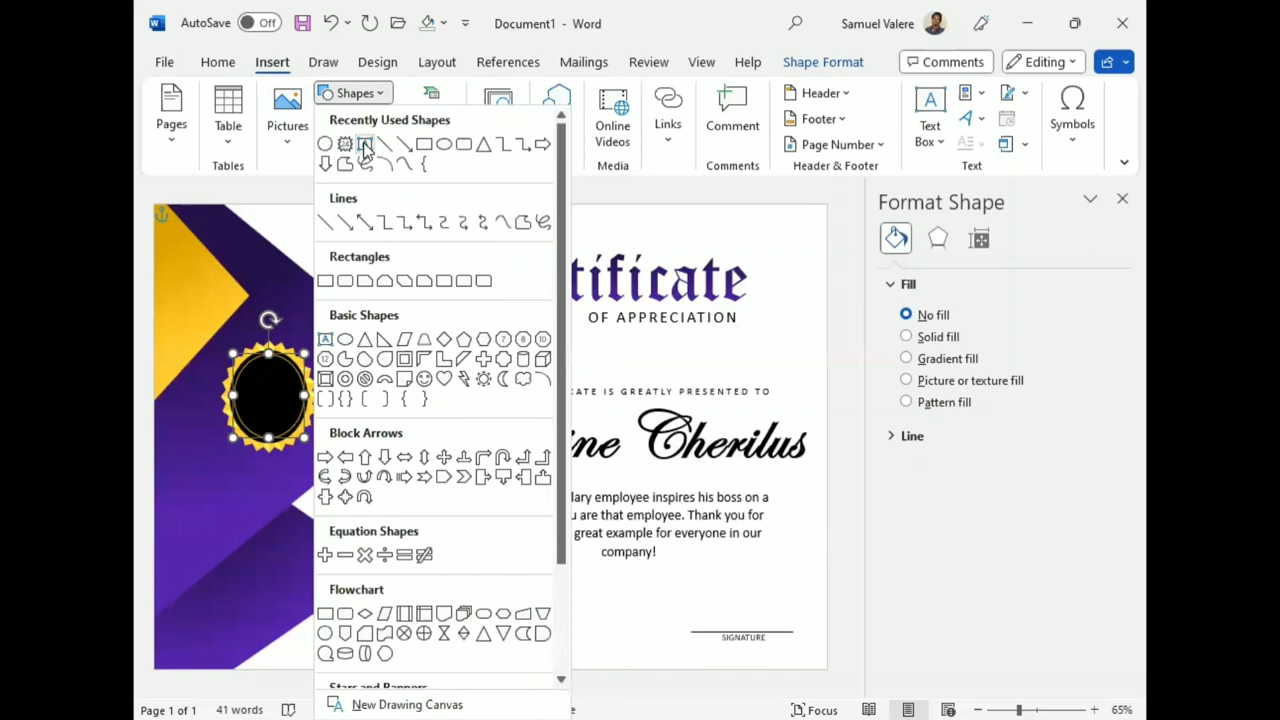 AutoSave Off Document1 - Word Samuel Valere
File Home Insert Draw Design Layout References Mailings Review View Help Shape Format Comments Editing
Pages
Table
Tables
Pictures
Shapes
Online
Videos
Links
Comment
Comments
Header
Footer
Page Number
Text
Box
Text
Symbols
Recently Used Shapes
Lines
Rectangles
Basic Shapes
Block Arrows
Equation Shapes
Flowchart
Stars and Banners
New Drawing Canvas
tificate
OF APPRECIATION
CATE IS GREATLY PRESENTED TO
ne Cherilus
lary employee inspires his boss on a
u are that employee. Thank you for
great example for everyone in our
company!
SIGNATURE
Format Shape
Fill
No fill
Solid fill
Gradient fill
Picture or texture fill
Pattern fill
Line
Page 1 of 1 41 words Focus 65%